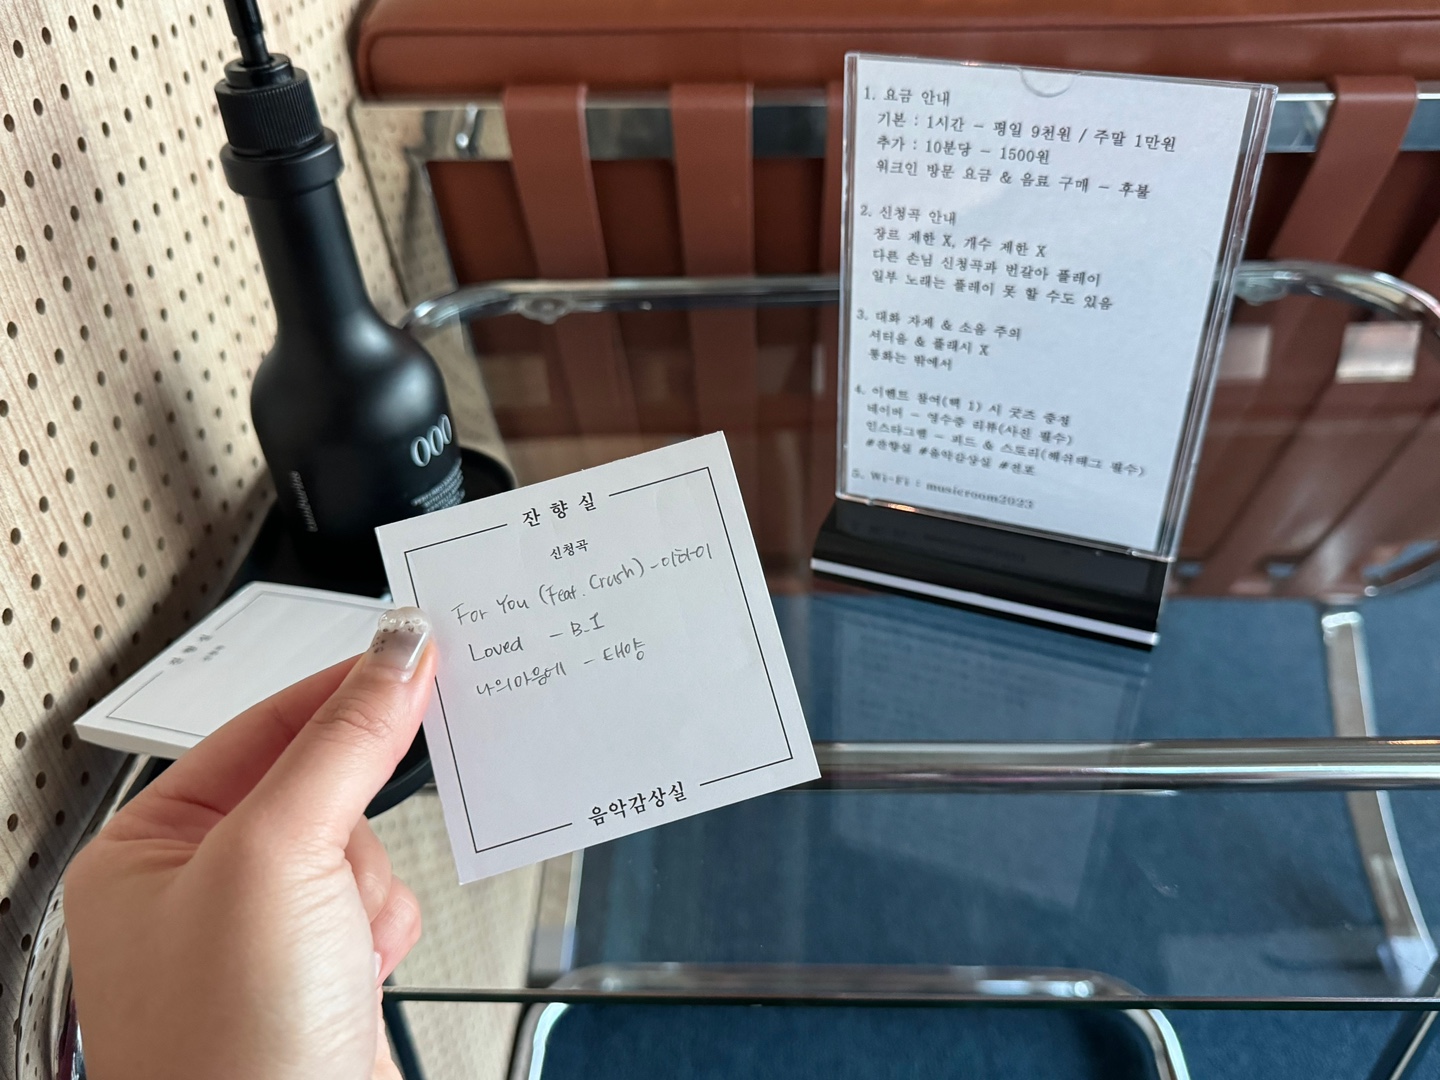 1. 요금 안내
기본 : 1시간 - 평일 9천원 / 주말 1만원
추가 : 10분당 - 1500원
워크인 방문 요금 & 음료 구매 - 후불
2. 신청곡 안내
장르 제한 X, 개수 제한 X
다른 손님 신청곡과 번갈아 플레이
일부 노래는 플레이 못 할 수도 있음
3. 대화 자제 & 소음 주의
셔터음 & 플래시 X
통화는 밖에서
4. 이벤트 참여(택 1) 시 굿즈 증정
네이버 - 영수증 리뷰(사진 필수)
인스타그램 - 피드 & 스토리(해쉬태그 필수)
#잔향실 #음악감상실 #전포
5. Wi-Fi : musicroom2023
000
잔향실
신청곡
For You (Feat. Crush) - 이하이
Loved - B.I
나의 마음에 - 태양
음악감상실
잔향실
신청곡